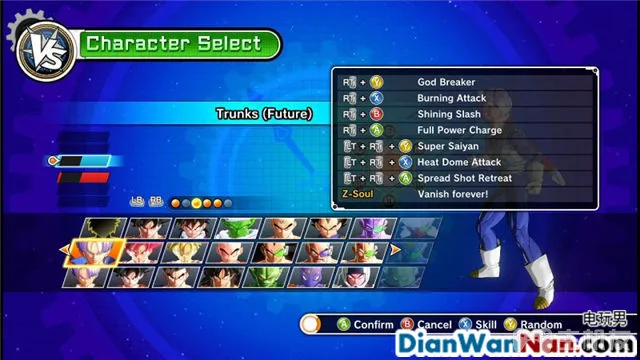 VS
Character Select
Trunks (Future)
RT + Y God Breaker
RT + X Burning Attack
RT + B Shining Slash
RT + A Full Power Charge
LT + RT + Y Super Saiyan
LT + RT + X Heat Dome Attack
LT + RT + A Spread Shot Retreat
Z-Soul Vanish forever!
LB RB
A Confirm B Cancel X Skill Y Random
电玩男
DianWanNan.com